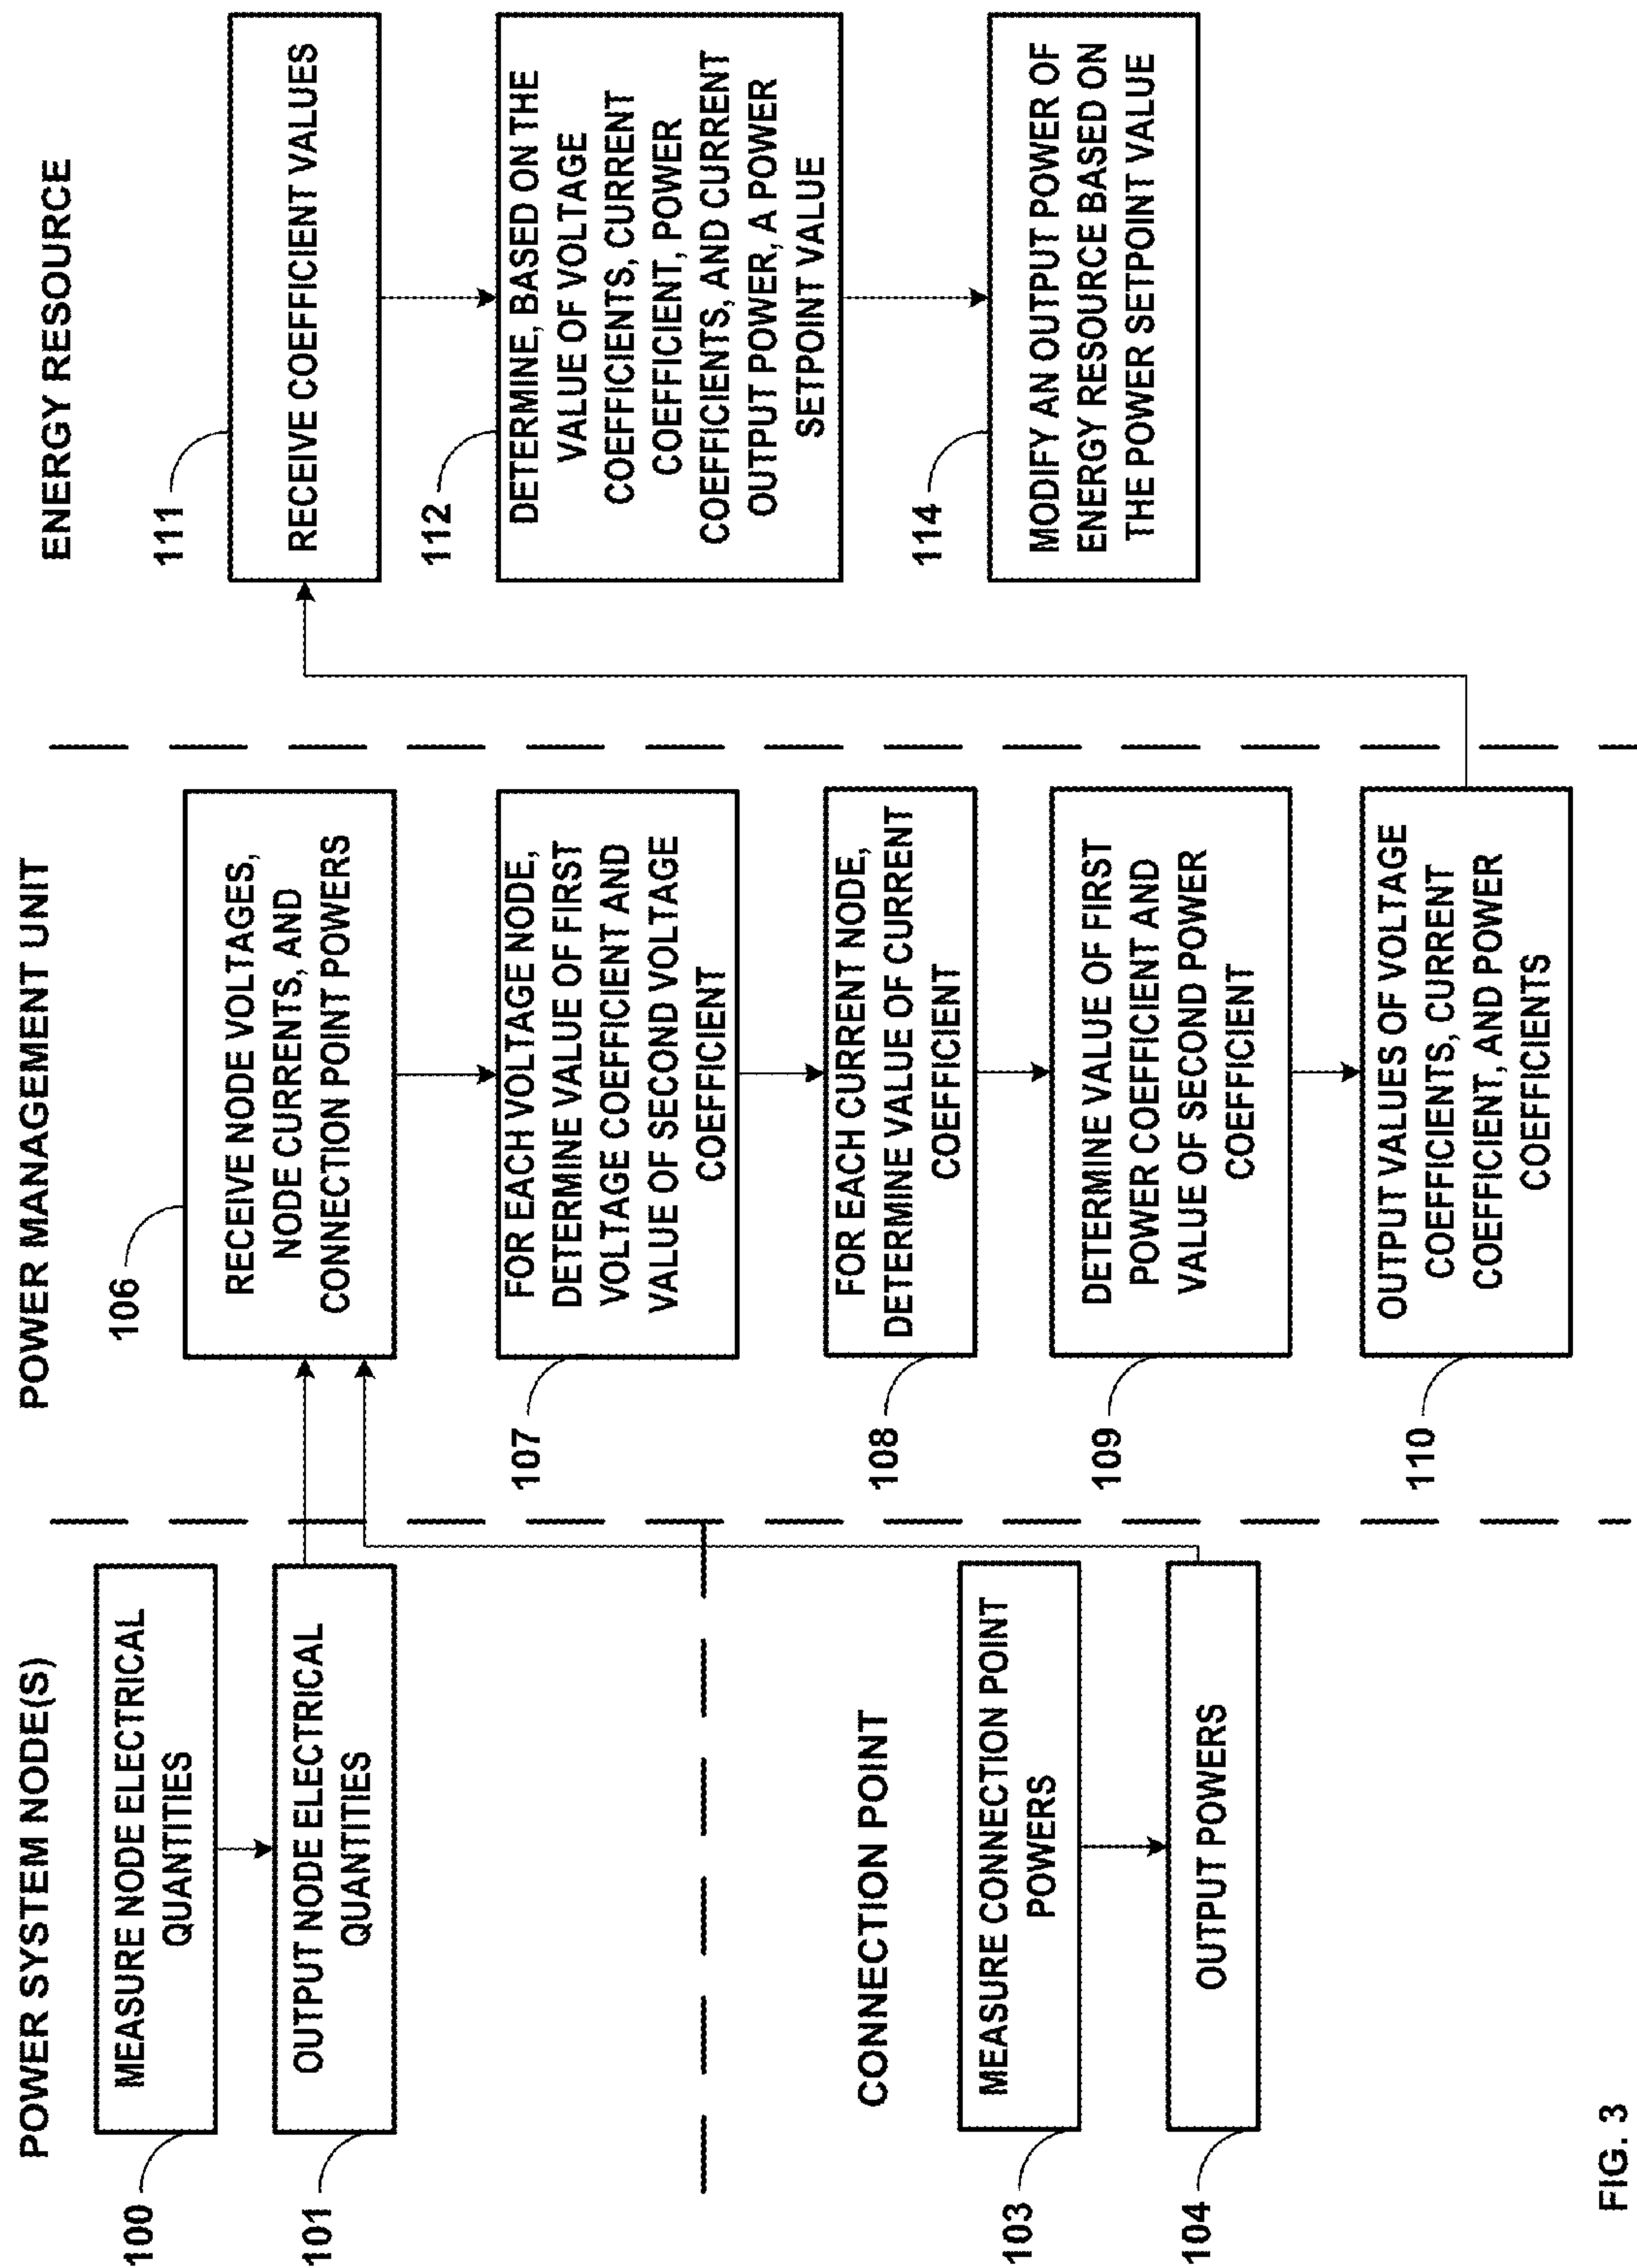 POWER SYSTEM NODE(S)
100
MEASURE NODE ELECTRICAL
QUANTITIES
101
OUTPUT NODE ELECTRICAL
QUANTITIES
CONNECTION POINT
103
MEASURE CONNECTION POINT
POWERS
104
OUTPUT POWERS
POWER MANAGEMENT UNIT
106
RECEIVE NODE VOLTAGES,
NODE CURRENTS, AND
CONNECTION POINT POWERS
107
FOR EACH VOLTAGE NODE,
DETERMINE VALUE OF FIRST
VOLTAGE COEFFICIENT AND
VALUE OF SECOND VOLTAGE
COEFFICIENT
108
FOR EACH CURRENT NODE,
DETERMINE VALUE OF CURRENT
COEFFICIENT
109
DETERMINE VALUE OF FIRST
POWER COEFFICIENT AND
VALUE OF SECOND POWER
COEFFICIENT
110
OUTPUT VALUES OF VOLTAGE
COEFFICIENTS, CURRENT
COEFFICIENT, AND POWER
COEFFICIENTS
ENERGY RESOURCE
111
RECEIVE COEFFICIENT VALUES
112
DETERMINE, BASED ON THE
VALUE OF VOLTAGE
COEFFICIENTS, CURRENT
COEFFICIENT, POWER
COEFFICIENTS, AND CURRENT
OUTPUT POWER, A POWER
SETPOINT VALUE
114
MODIFY AN OUTPUT POWER OF
ENERGY RESOURCE BASED ON
THE POWER SETPOINT VALUE
FIG. 3